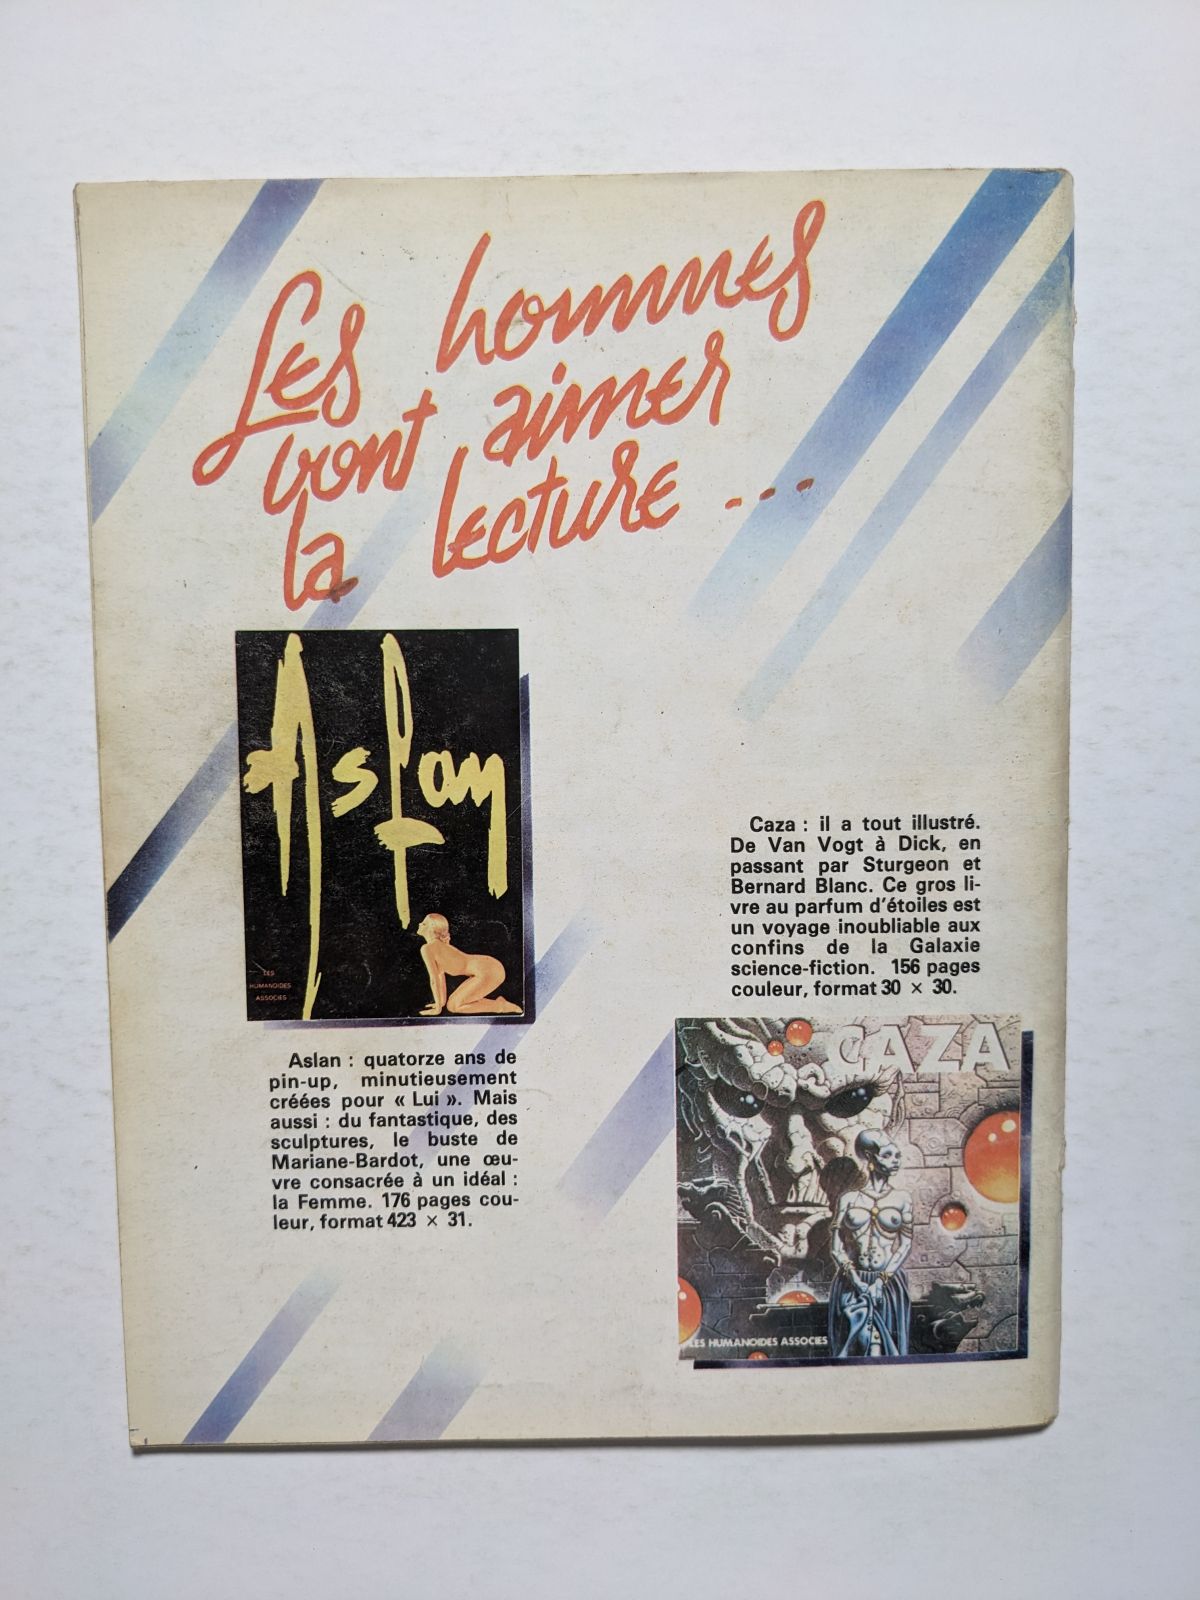 Les hommes
vont aimer
la lecture ...
Aslan
LES
HUMANOIDES
ASSOCIES
Aslan : quatorze ans de
pin-up, minutieusement
créées pour « Lui ». Mais
aussi : du fantastique, des
sculptures, le buste de
Mariane-Bardot, une œu-
vre consacrée à un idéal :
la Femme. 176 pages cou-
leur, format 423 × 31.
Caza : il a tout illustré.
De Van Vogt à Dick, en
passant par Sturgeon et
Bernard Blanc. Ce gros li-
vre au parfum d'étoiles est
un voyage inoubliable aux
confins de la Galaxie
science-fiction. 156 pages
couleur, format 30 × 30.
CAZA
LES HUMANOIDES ASSOCIES